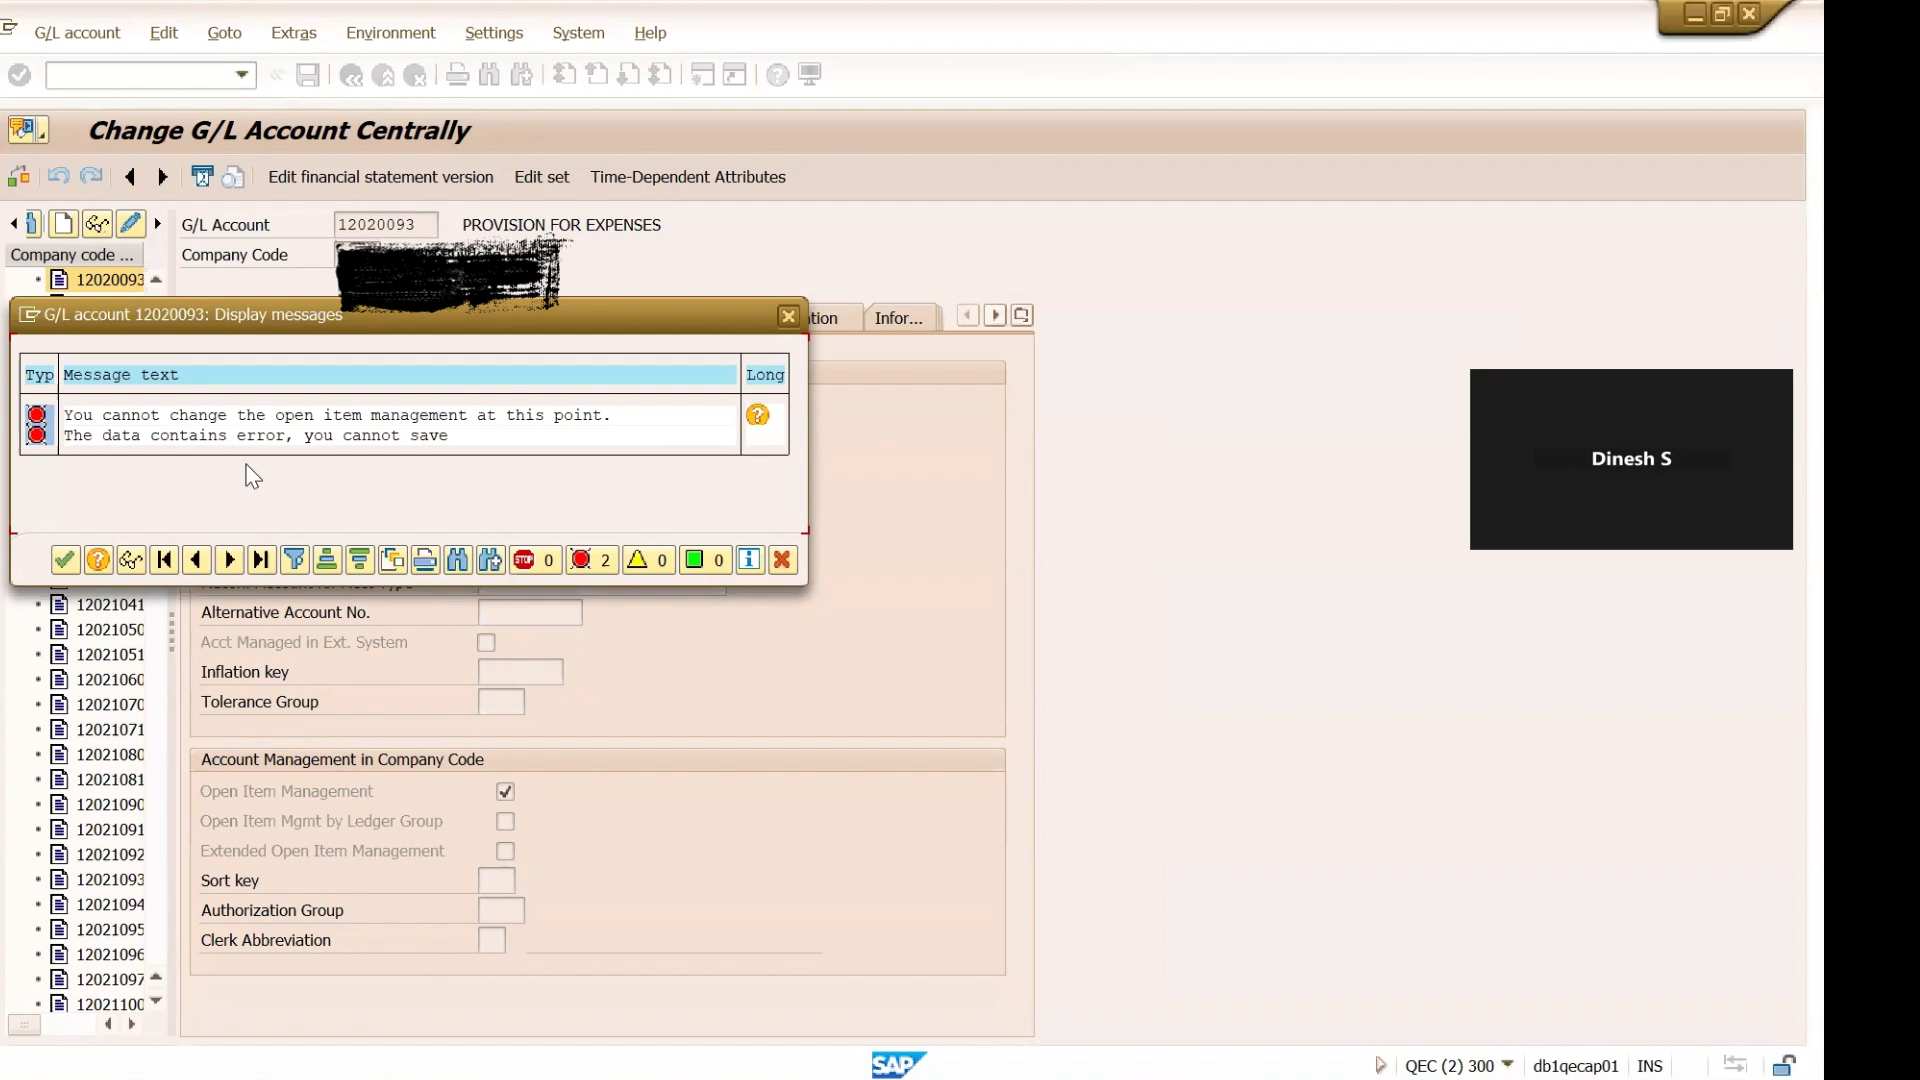 G/L account Edit Goto Extras Environment Settings System Help
Change G/L Account Centrally
Edit financial statement version Edit set Time-Dependent Attributes
G/L Account 12020093 PROVISION FOR EXPENSES
Company code ...
Company Code
12020093
G/L account 12020093: Display messages
tion Infor...
Typ Message text Long
You cannot change the open item management at this point.
The data contains error, you cannot save
STOP 0 2 0 0
12021041
Alternative Account No.
12021050
Acct Managed in Ext. System
12021051
Inflation key
12021060
Tolerance Group
12021070
12021071
12021080
Account Management in Company Code
12021081
Open Item Management
12021090
Open Item Mgmt by Ledger Group
12021091
Extended Open Item Management
12021092
Sort key
12021093
Authorization Group
12021094
Clerk Abbreviation
12021095
12021096
12021097
12021100
Dinesh S
SAP
QEC (2) 300 db1qecap01 INS